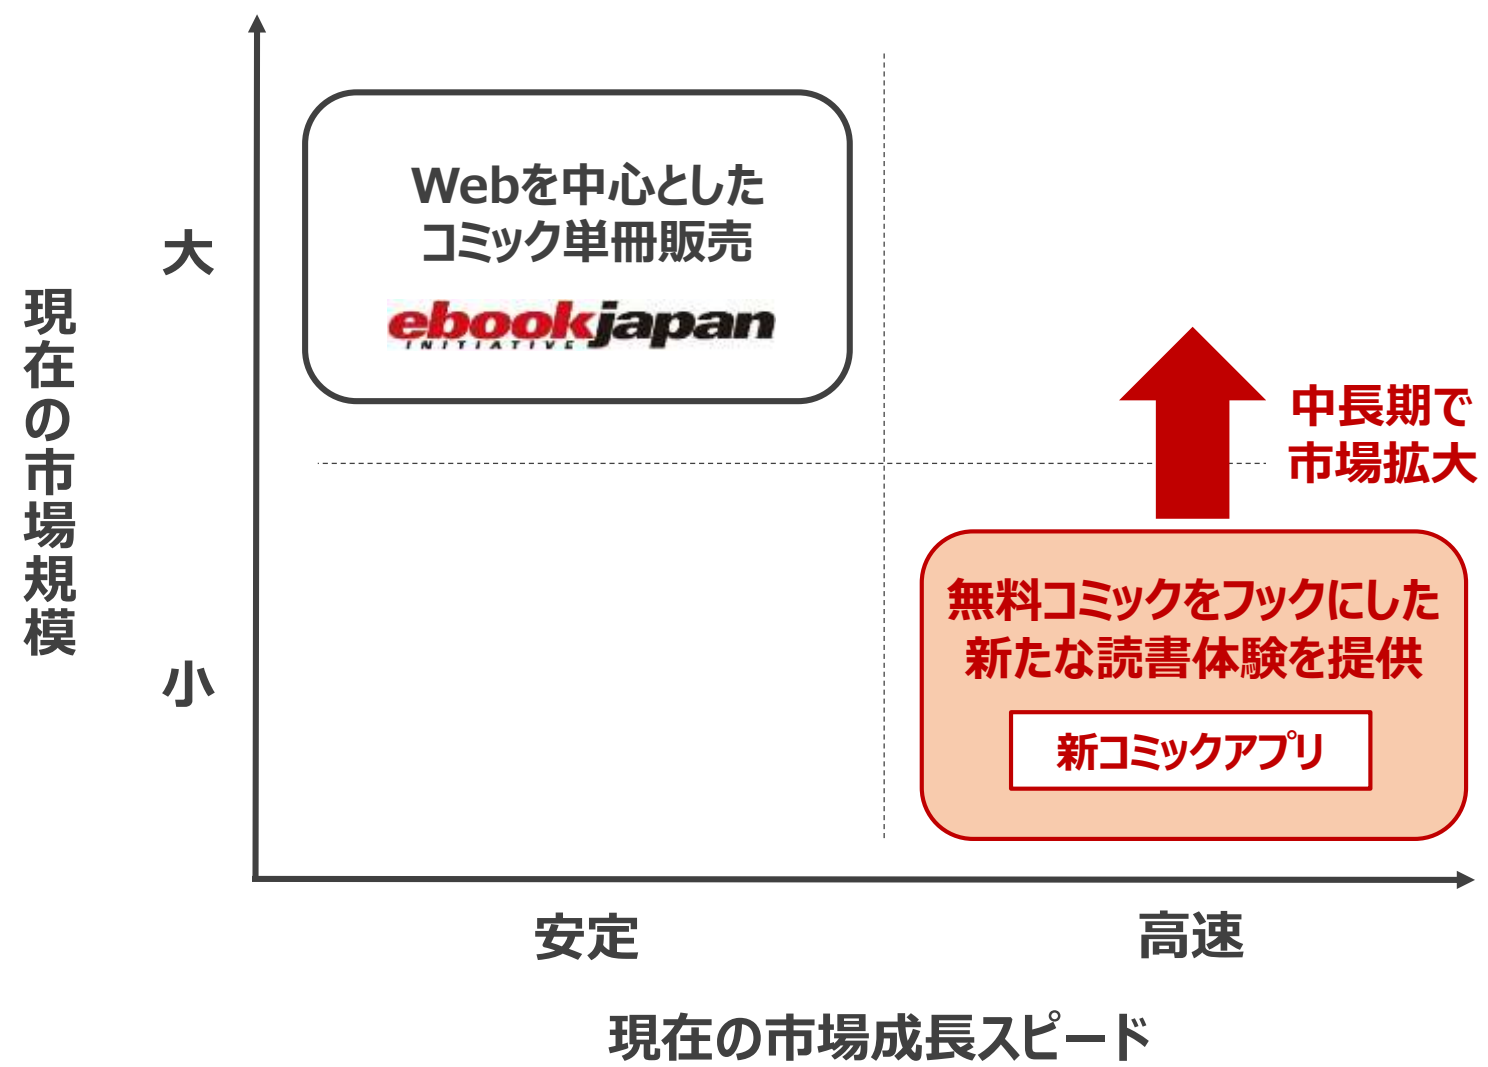 現在の市場規模
大
小
Webを中心とした
コミック単冊販売
ebookjapan
INITIATIVE
中長期で
市場拡大
無料コミックをフックにした
新たな読書体験を提供
新コミックアプリ
安定
高速
現在の市場成長スピード